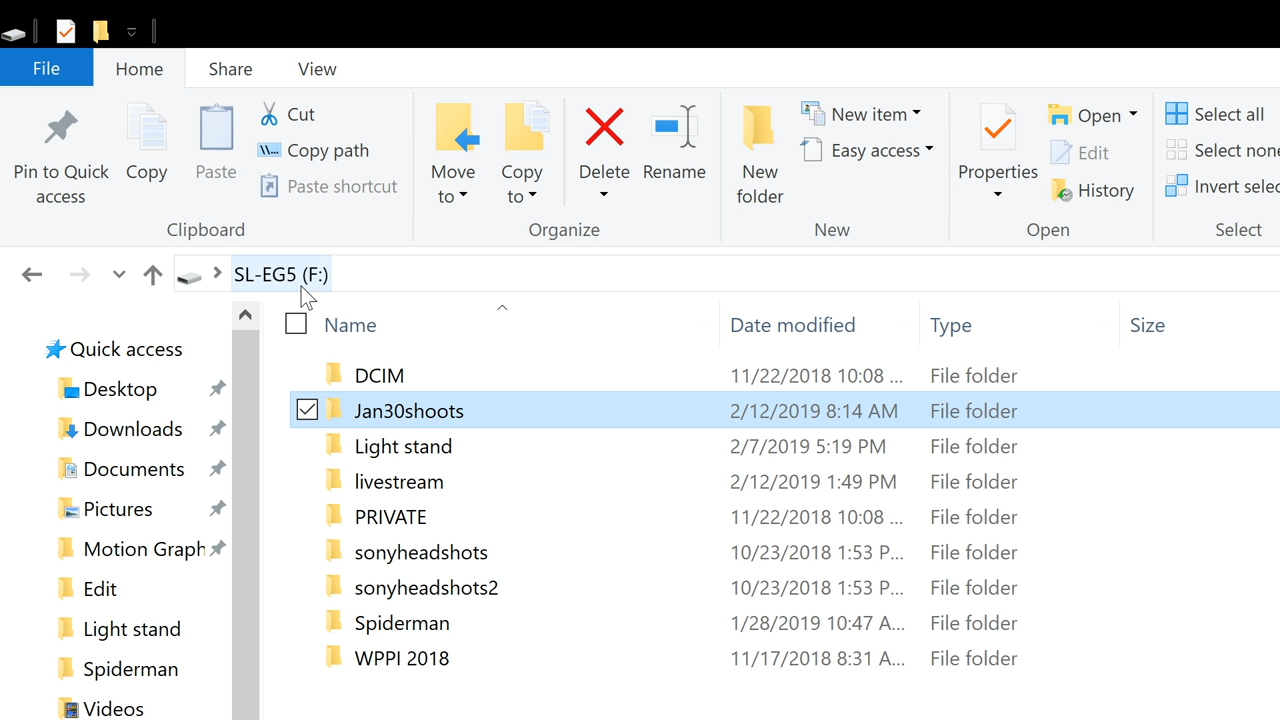 File Home Share View
Pin to Quick access
Copy
Paste
Cut
Copy path
Paste shortcut
Clipboard
Move to
Copy to
Delete
Rename
Organize
New folder
New item
Easy access
New
Properties
Open
Edit
History
Open
Select all
Select none
Invert selec
Select
SL-EG5 (F:)
Quick access
Desktop
Downloads
Documents
Pictures
Motion Graph
Edit
Light stand
Spiderman
Videos
Name Date modified Type Size
DCIM 11/22/2018 10:08 ... File folder
Jan30shoots 2/12/2019 8:14 AM File folder
Light stand 2/7/2019 5:19 PM File folder
livestream 2/12/2019 1:49 PM File folder
PRIVATE 11/22/2018 10:08 ... File folder
sonyheadshots 10/23/2018 1:53 P... File folder
sonyheadshots2 10/23/2018 1:53 P... File folder
Spiderman 1/28/2019 10:47 A... File folder
WPPI 2018 11/17/2018 8:31 A... File folder